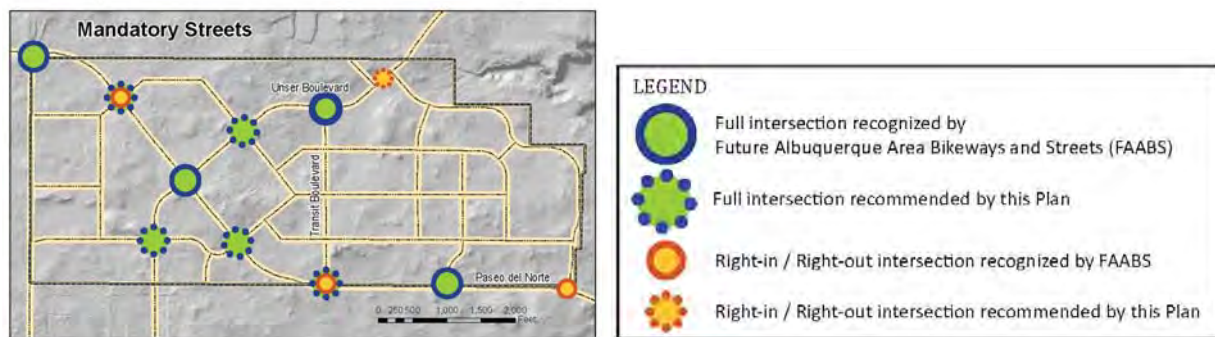 Mandatory Streets
Unser Boulevard
Transit Boulevard
Paseo del Norte
0 250 500 1,000 1,500 2,000
Feet
LEGEND
Full intersection recognized by
Future Albuquerque Area Bikeways and Streets (FAABS)
Full intersection recommended by this Plan
Right-in / Right-out intersection recognized by FAABS
Right-in / Right-out intersection recommended by this Plan